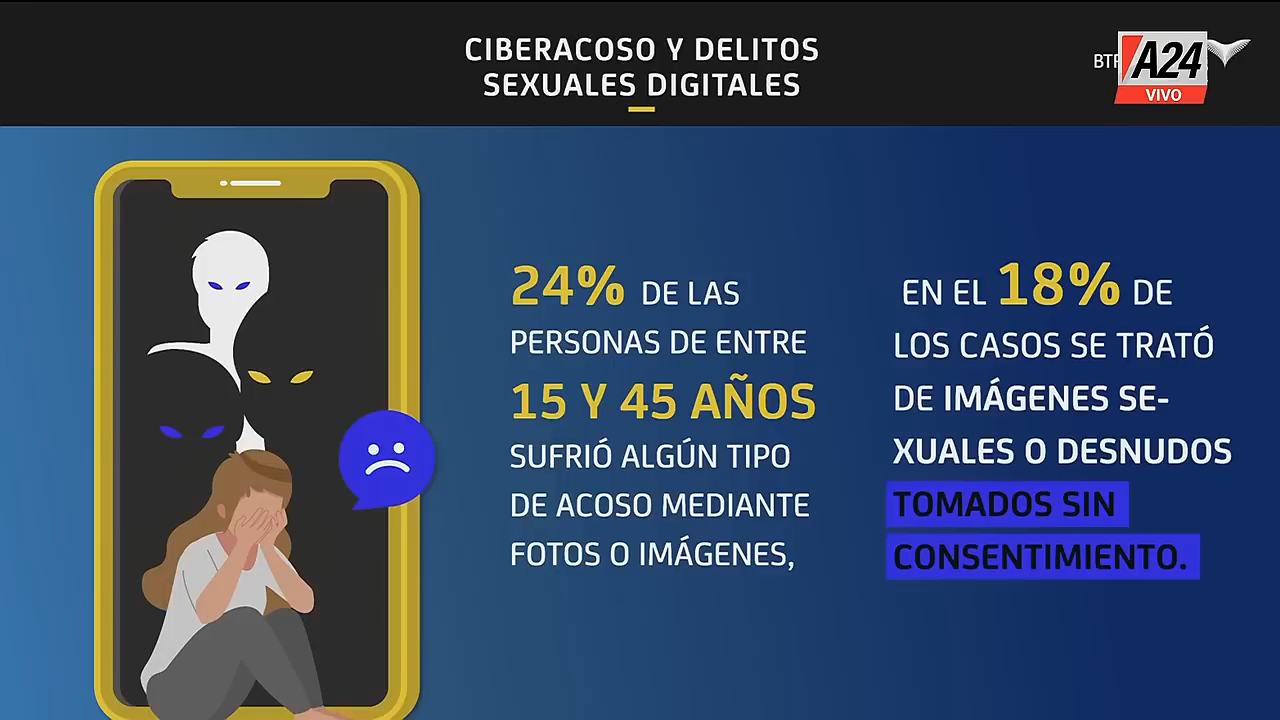 CIBERACOSO Y DELITOS
SEXUALES DIGITALES
A24
VIVO
24% DE LAS
PERSONAS DE ENTRE
15 Y 45 AÑOS
SUFRIÓ ALGÚN TIPO
DE ACOSO MEDIANTE
FOTOS O IMÁGENES,
EN EL 18% DE
LOS CASOS SE TRATÓ
DE IMÁGENES SE-
XUALES O DESNUDOS
TOMADOS SIN
CONSENTIMIENTO.